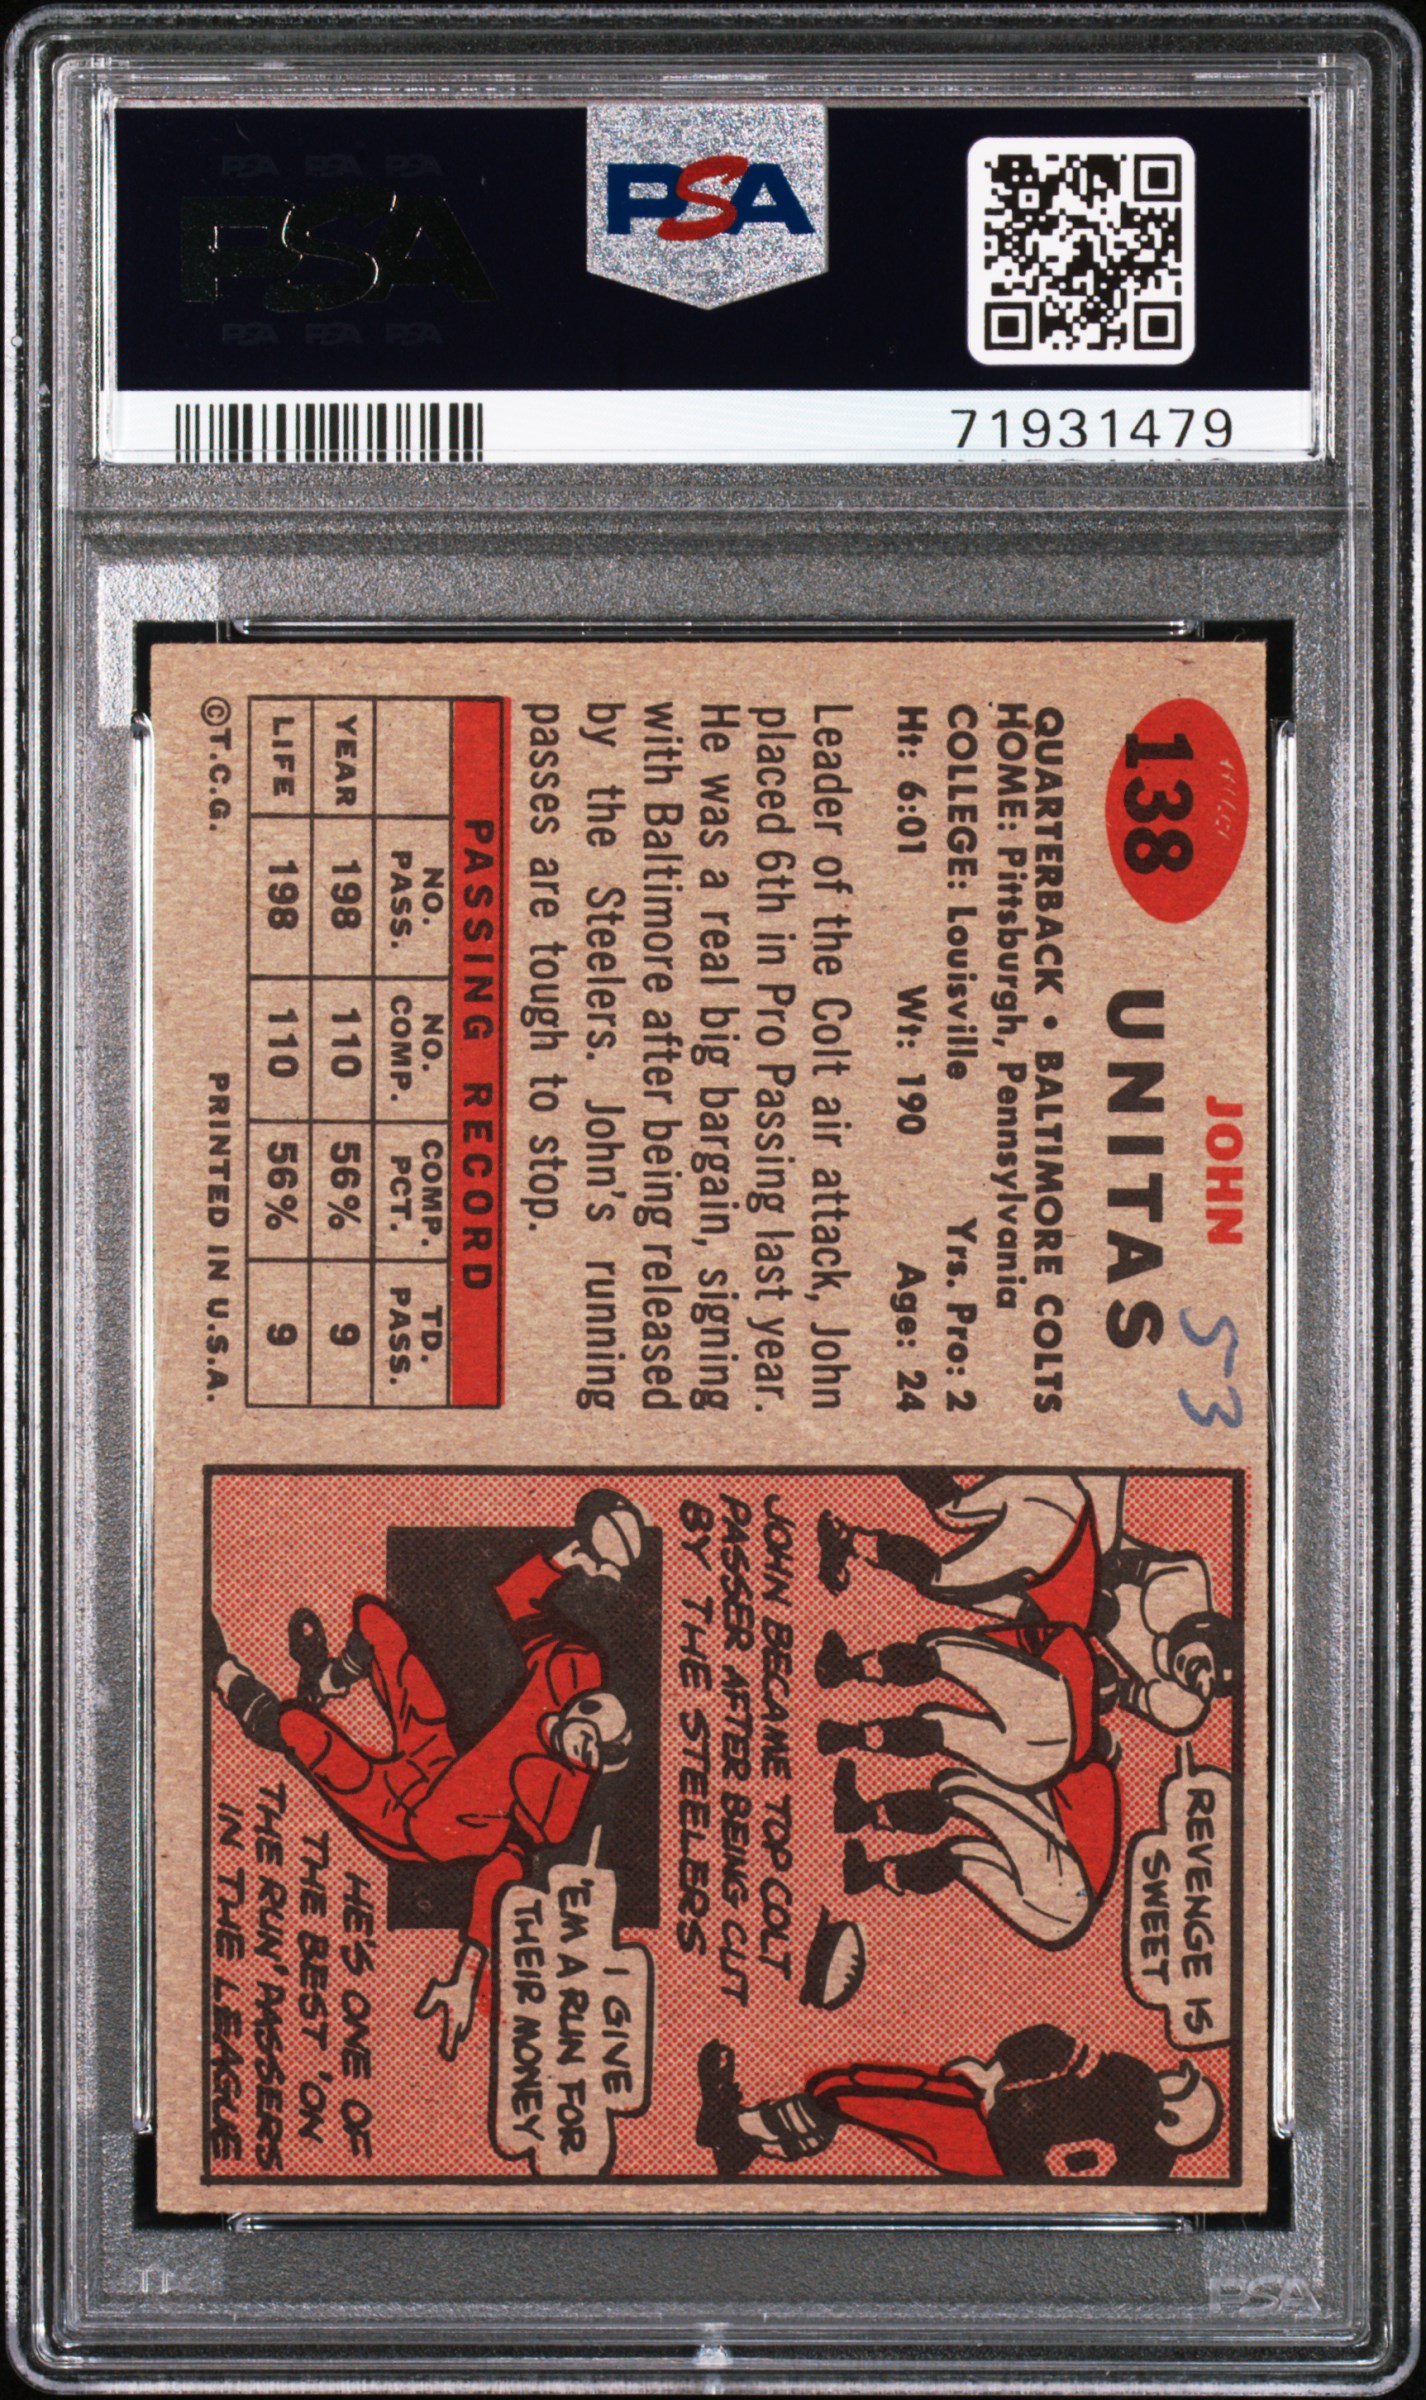 PSA PSA PSA
PSA
PSA PSA PSA
PSA
71931479
138
JOHN
53
UNITAS
QUARTERBACK • BALTIMORE COLTS
HOME: Pittsburgh, Pennsylvania
COLLEGE: Louisville Yrs. Pro: 2
Ht: 6:01 Wt: 190 Age: 24
Leader of the Colt air attack, John
placed 6th in Pro Passing last year.
He was a real big bargain, signing
with Baltimore after being released
by the Steelers. John's running
passes are tough to stop.
PASSING RECORD
NO. PASS. NO. COMP. COMP. PCT. TD. PASS.
YEAR 198 110 56% 9
LIFE 198 110 56% 9
©T.C.G. PRINTED IN U.S.A.
REVENGE IS
SWEET
JOHN BECAME TOP COLT
PASSER AFTER BEING CUT
BY THE STEELERS
I GIVE
'EM A RUN FOR
THEIR MONEY
HE'S ONE OF
THE BEST 'ON
THE RUN' PASSERS
IN THE LEAGUE
PSA